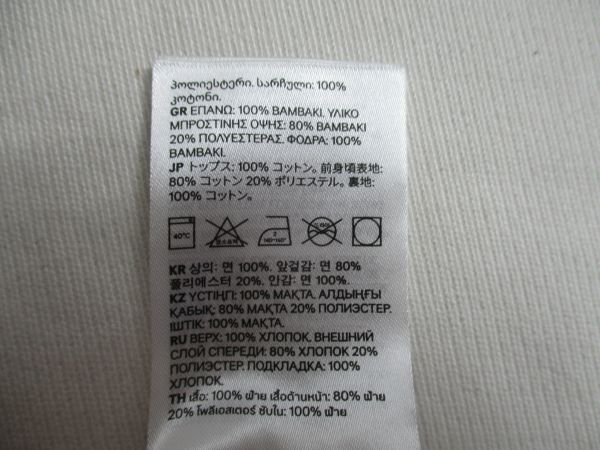 პოლიესტერი. სარჩული: 100%
კოტონი.
GR ΕΠΑΝΩ: 100% ΒΑΜΒΑΚΙ. ΥΛΙΚΟ
ΜΠΡΟΣΤΙΝΗΣ ΟΨΗΣ: 80% ΒΑΜΒΑΚΙ
20% ΠΟΛΥΕΣΤΕΡΑΣ. ΦΟΔΡΑ: 100%
ΒΑΜΒΑΚΙ.
JP トップス: 100% コットン。前身頃表地:
80% コットン 20% ポリエステル。裏地:
100% コットン。
40℃
염소표백
2
KR 상의: 면 100%. 앞겉감: 면 80%
폴리에스터 20%. 안감: 면 100%.
KZ ҮСТІҢГІ: 100% МАҚТА. АЛДЫҢҒЫ
ҚАБЫҚ: 80% МАҚТА 20% ПОЛИЭСТЕР.
ІШТІК: 100% МАҚТА.
RU ВЕРХ: 100% ХЛОПОК. ВНЕШНИЙ
СЛОЙ СПЕРЕДИ: 80% ХЛОПОК 20%
ПОЛИЭСТЕР. ПОДКЛАДКА: 100%
ХЛОПОК.
TH เสื้อ: 100% ฝ้าย เสื้อด้านหน้า: 80% ฝ้าย
20% โพลีเอสเตอร์ ซับใน: 100% ฝ้าย